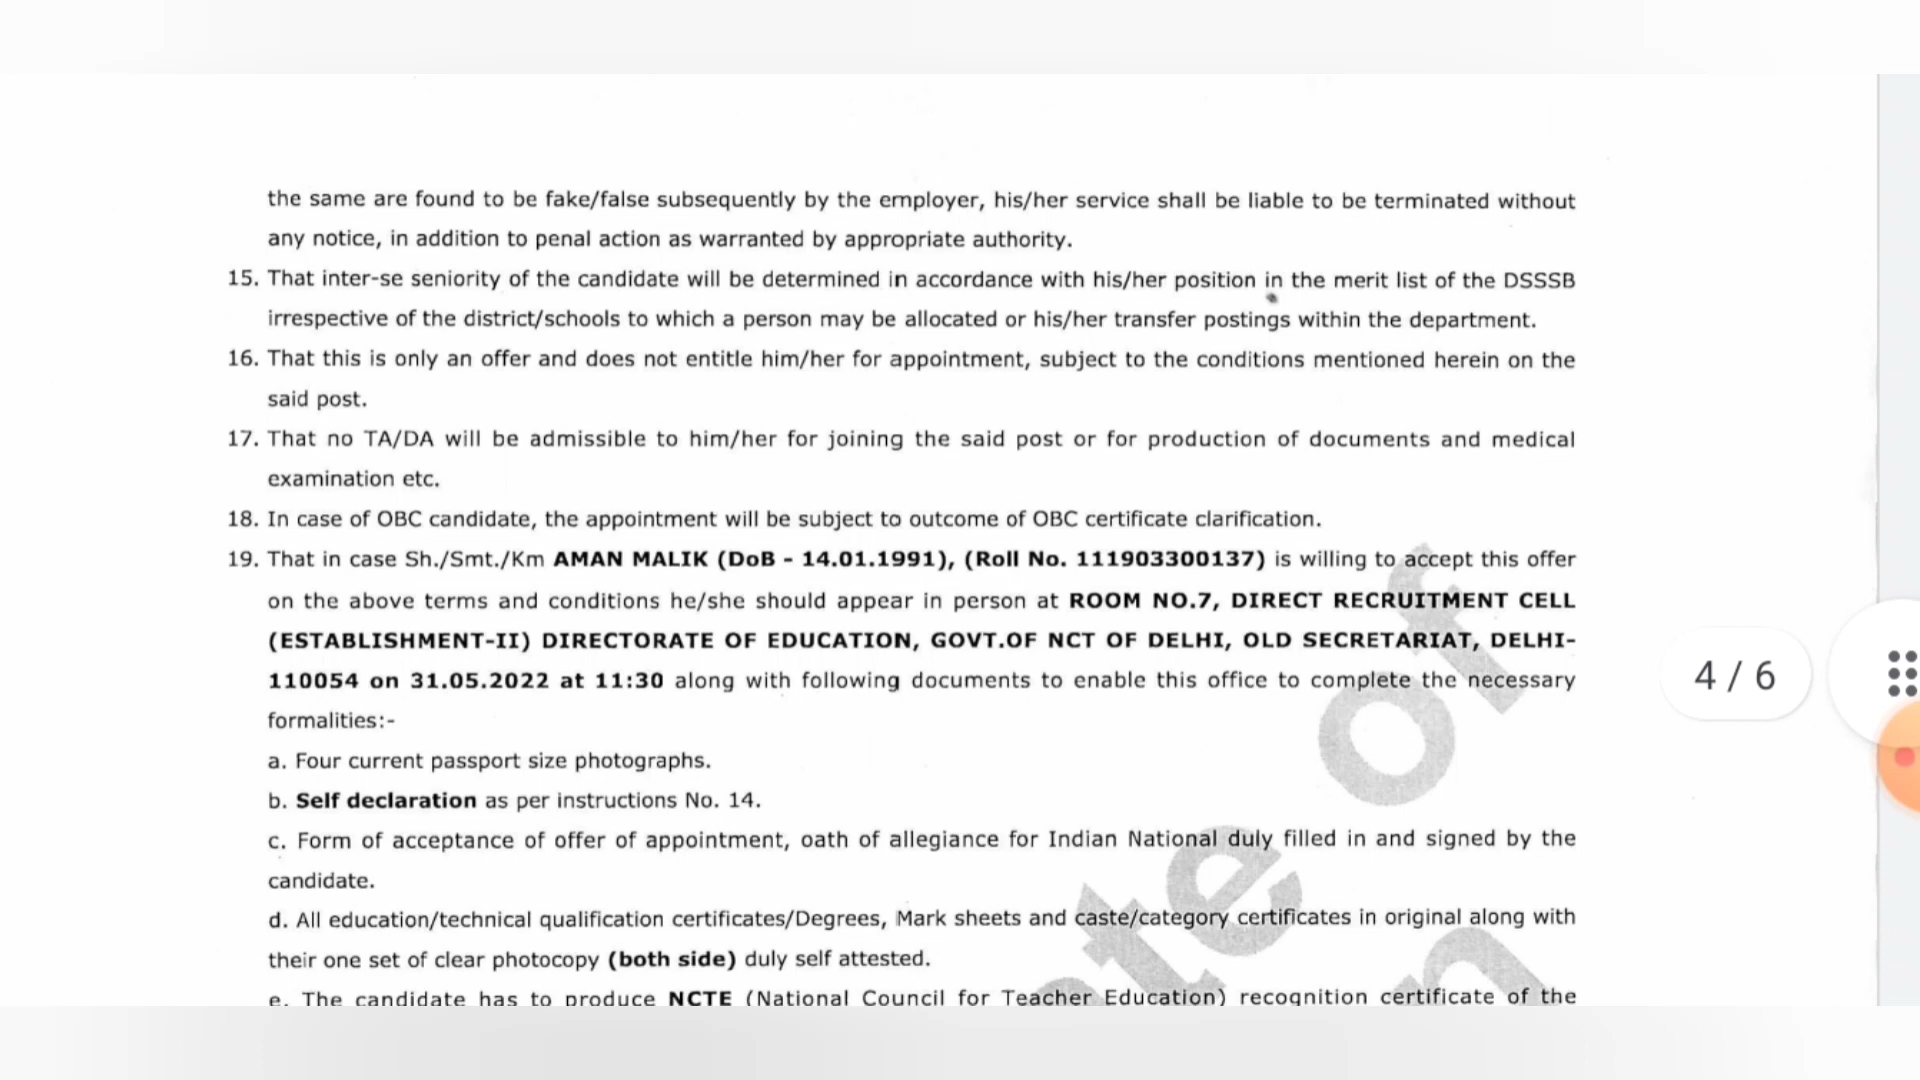 the same are found to be fake/false subsequently by the employer, his/her service shall be liable to be terminated without
any notice, in addition to penal action as warranted by appropriate authority.
15. That inter-se seniority of the candidate will be determined in accordance with his/her position in the merit list of the DSSSB
irrespective of the district/schools to which a person may be allocated or his/her transfer postings within the department.
16. That this is only an offer and does not entitle him/her for appointment, subject to the conditions mentioned herein on the
said post.
17. That no TA/DA will be admissible to him/her for joining the said post or for production of documents and medical
examination etc.
18. In case of OBC candidate, the appointment will be subject to outcome of OBC certificate clarification.
19. That in case Sh./Smt./Km AMAN MALIK (DoB - 14.01.1991), (Roll No. 111903300137) is willing to accept this offer
on the above terms and conditions he/she should appear in person at ROOM NO.7, DIRECT RECRUITMENT CELL
(ESTABLISHMENT-II) DIRECTORATE OF EDUCATION, GOVT.OF NCT OF DELHI, OLD SECRETARIAT, DELHI-
110054 on 31.05.2022 at 11:30 along with following documents to enable this office to complete the necessary
formalities:-
a. Four current passport size photographs.
b. Self declaration as per instructions No. 14.
c. Form of acceptance of offer of appointment, oath of allegiance for Indian National duly filled in and signed by the
candidate.
d. All education/technical qualification certificates/Degrees, Mark sheets and caste/category certificates in original along with
their one set of clear photocopy (both side) duly self attested.
e. The candidate has to produce NCTE (National Council for Teacher Education) recognition certificate of the
te of
n
4 / 6